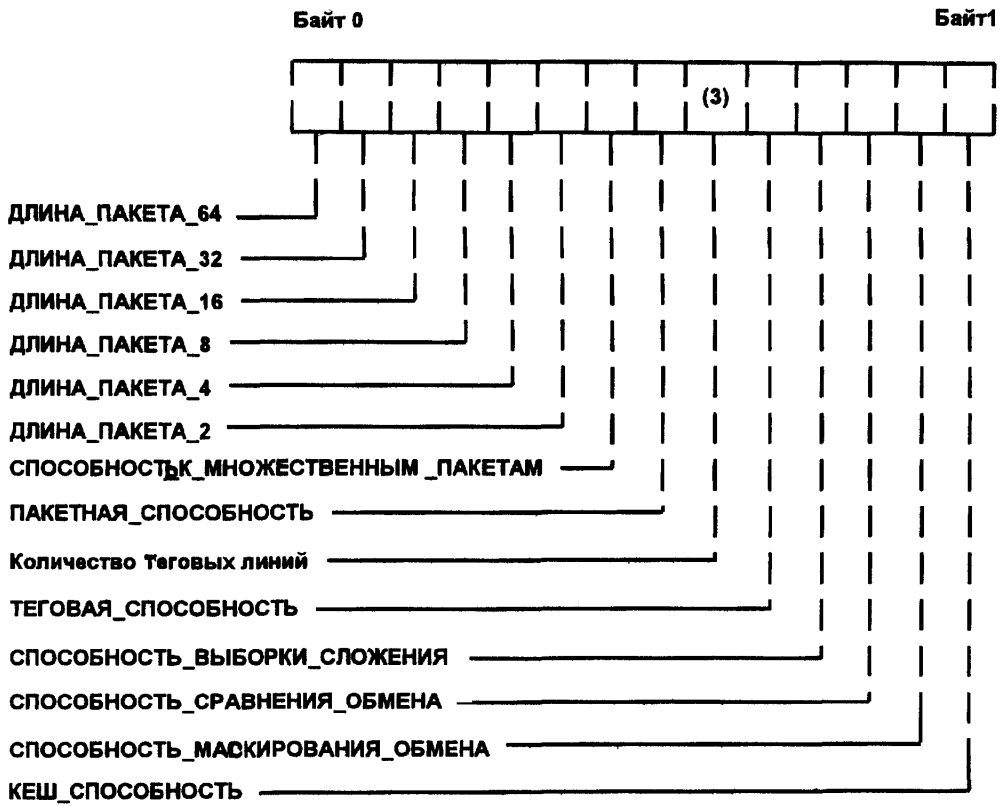 Байт 0 Байт1
(3)
ДЛИНА_ПАКЕТА_64
ДЛИНА_ПАКЕТА_32
ДЛИНА_ПАКЕТА_16
ДЛИНА_ПАКЕТА_8
ДЛИНА_ПАКЕТА_4
ДЛИНА_ПАКЕТА_2
СПОСОБНОСТЬ_К_МНОЖЕСТВЕННЫМ _ПАКЕТАМ
ПАКЕТНАЯ_СПОСОБНОСТЬ
Количество Теговых линий
ТЕГОВАЯ_СПОСОБНОСТЬ
СПОСОБНОСТЬ_ВЫБОРКИ_СЛОЖЕНИЯ
СПОСОБНОСТЬ_СРАВНЕНИЯ_ОБМЕНА
СПОСОБНОСТЬ_МАСКИРОВАНИЯ_ОБМЕНА
КЕШ_СПОСОБНОСТЬ